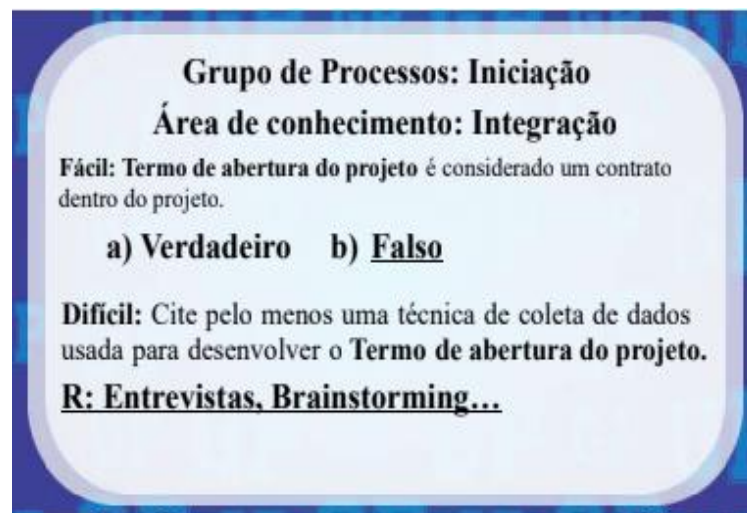 Grupo de Processos: Iniciação
Área de conhecimento: Integração
Fácil: Termo de abertura do projeto é considerado um contrato
dentro do projeto.
a) Verdadeiro b) Falso
Difícil: Cite pelo menos uma técnica de coleta de dados
usada para desenvolver o Termo de abertura do projeto.
R: Entrevistas, Brainstorming…